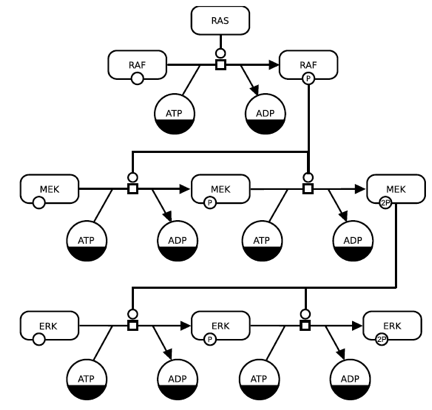 RAS
RAF
RAF
P
ATP
ADP
MEK
MEK
P
MEK
2P
ATP
ADP
ATP
ADP
ERK
ERK
P
ERK
2P
ATP
ADP
ATP
ADP